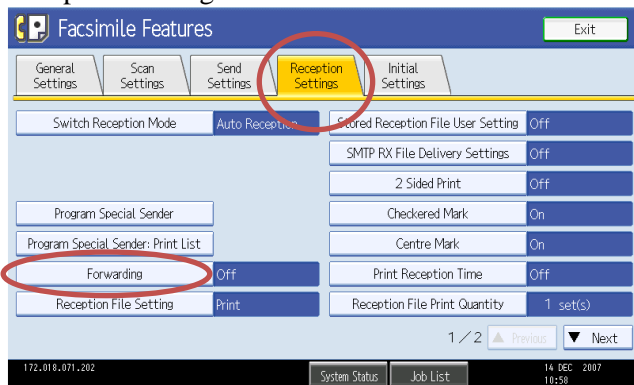 Facsimile Features
Exit
General Settings
Scan Settings
Send Settings
Reception Settings
Initial Settings
Switch Reception Mode Auto Reception
Stored Reception File User Setting Off
SMTP RX File Delivery Settings Off
2 Sided Print Off
Program Special Sender
Checkered Mark On
Program Special Sender: Print List
Centre Mark On
Forwarding Off
Print Reception Time Off
Reception File Setting Print
Reception File Print Quantity 1 set(s)
1/2 ▲ Previous ▼ Next
172.018.071.202
System Status
Job List
14 DEC 2007
10:58